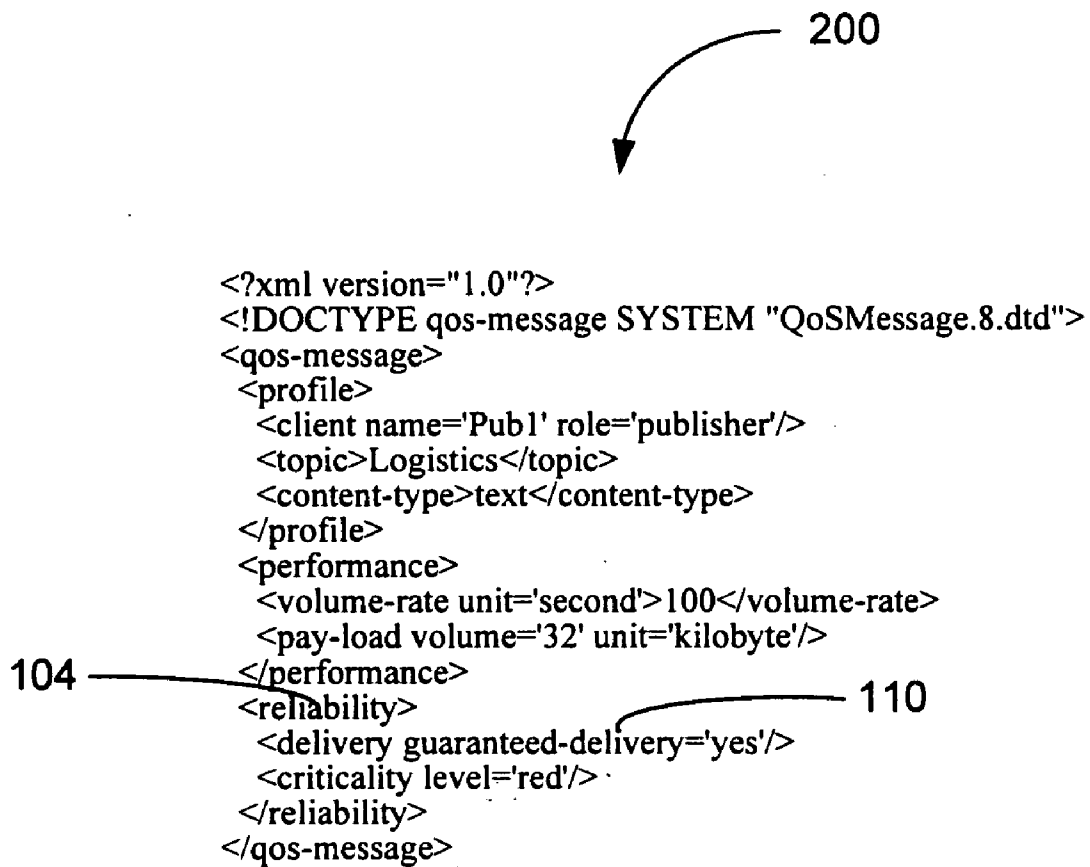 200
<?xml version="1.0"?>
<!DOCTYPE qos-message SYSTEM "QoSMessage.8.dtd">
<qos-message>
<profile>
<client name='Pub1' role='publisher'/>
<topic>Logistics</topic>
<content-type>text</content-type>
</profile>
<performance>
<volume-rate unit='second'>100</volume-rate>
<pay-load volume='32' unit='kilobyte'/>
</performance>
104
<reliability>
110
<delivery guaranteed-delivery='yes'/>
<criticality level='red'/>
</reliability>
</qos-message>